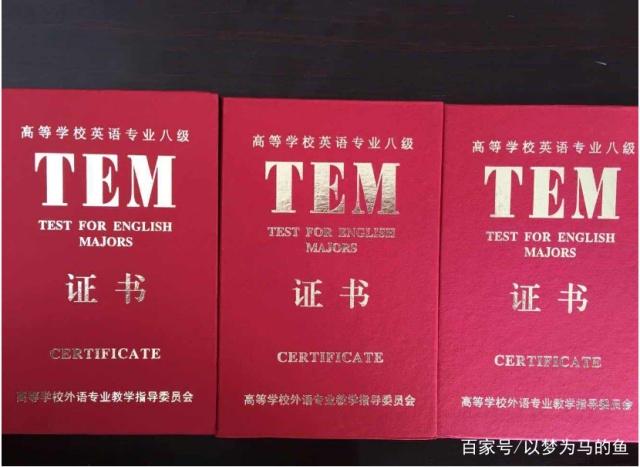 高等学校英语专业八级
TEM
TEST FOR ENGLISH
MAJORS
证书
CERTIFICATE
高等学校外语专业教学指导委员会
高等学校英语专业八级
TEM
TEST FOR ENGLISH
MAJORS
证书
CERTIFICATE
高等学校外语专业教学指导委员会
高等学校英语专业八级
TEM
TEST FOR ENGLISH
MAJORS
证书
CERTIFICATE
高等学校外语专业教学指导委员会
百家号/以梦为马的鱼